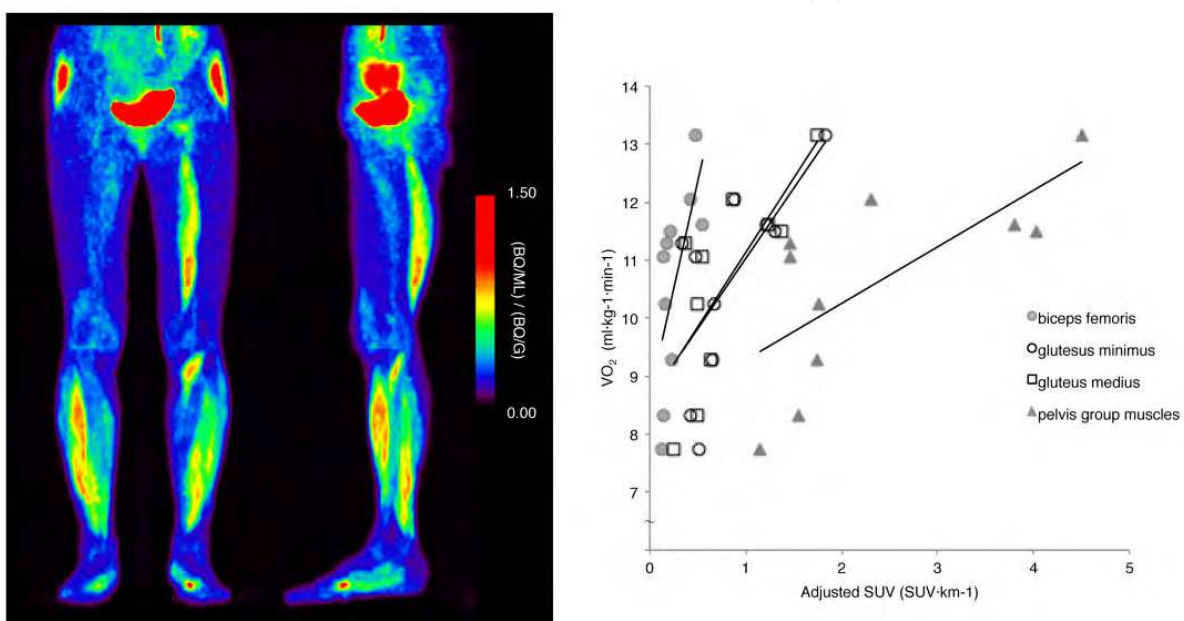 1.50
(BQ/ML) / (BQ/G)
0.00
14
13
12
11
10
9
8
7
~
VO2 (ml·kg-1·min-1)
0 1 2 3 4 5
Adjusted SUV (SUV·km-1)
biceps femoris
glutesus minimus
gluteus medius
pelvis group muscles